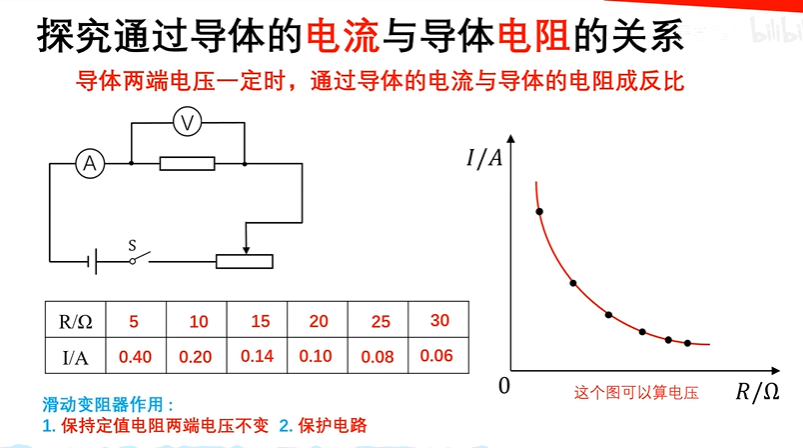 探究通过导体的电流与导体电阻的关系
bilibi
导体两端电压一定时，通过导体的电流与导体的电阻成反比
V
A
S
R/Ω 5 10 15 20 25 30
I/A 0.40 0.20 0.14 0.10 0.08 0.06
滑动变阻器作用：
1. 保持定值电阻两端电压不变 2. 保护电路
I/A
0
这个图可以算电压
R/Ω